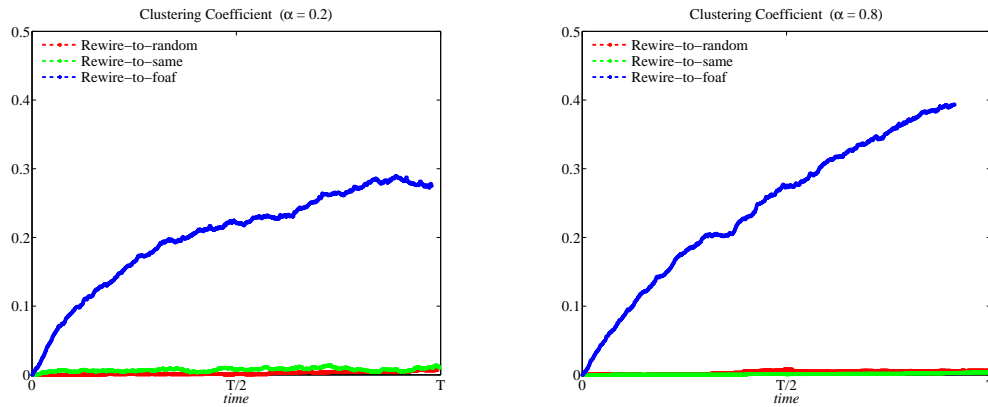 Clustering Coefficient (α = 0.2)
0.5
0.4
0.3
0.2
0.1
0
Rewire−to−random
Rewire−to−same
Rewire−to−foaf
0
T/2
T
time
Clustering Coefficient (α = 0.8)
0.5
0.4
0.3
0.2
0.1
0
Rewire−to−random
Rewire−to−same
Rewire−to−foaf
0
T/2
T
time